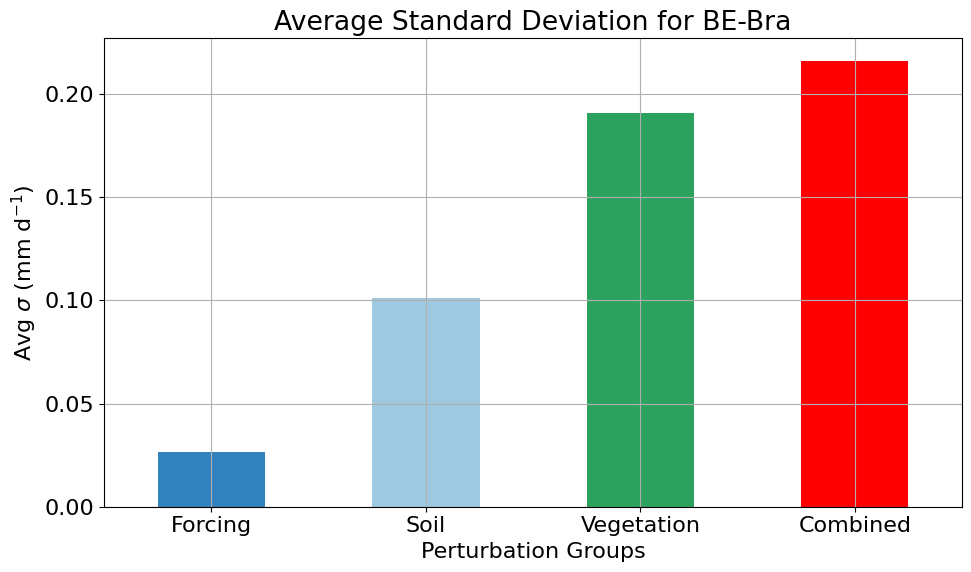 Average Standard Deviation for BE-Bra
Avg σ (mm d⁻¹)
0.20
0.15
0.10
0.05
0.00
Forcing Soil Vegetation Combined
Perturbation Groups